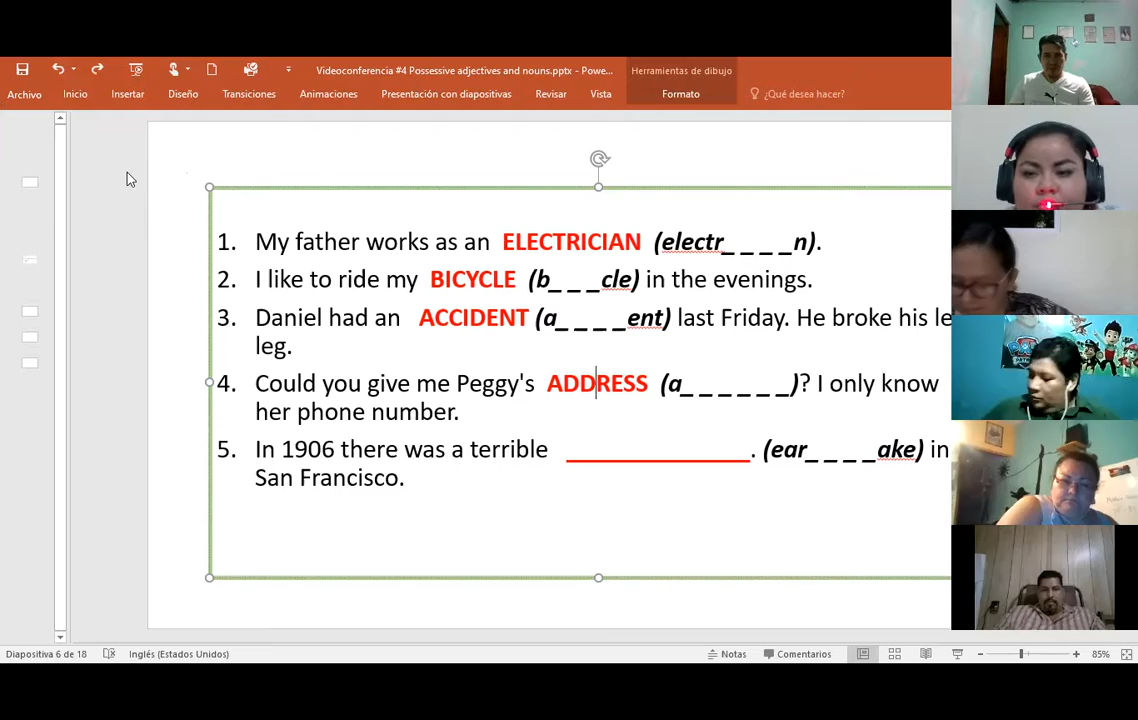 Videoconferencia #4 Possessive adjectives and nouns.pptx - Powe...
Herramientas de dibujo
Archivo Inicio Insertar Diseño Transiciones Animaciones Presentación con diapositivas Revisar Vista Formato ¿Qué desea hacer?
1. My father works as an ELECTRICIAN (electr_ _ _ _n).
2. I like to ride my BICYCLE (b_ _ _cle) in the evenings.
3. Daniel had an ACCIDENT (a_ _ _ _ent) last Friday. He broke his le
leg.
4. Could you give me Peggy's ADDRESS (a_ _ _ _ _ _)? I only know
her phone number.
5. In 1906 there was a terrible ______________. (ear_ _ _ _ake) in
San Francisco.
Diapositiva 6 de 18 Inglés (Estados Unidos) Notas Comentarios 85%